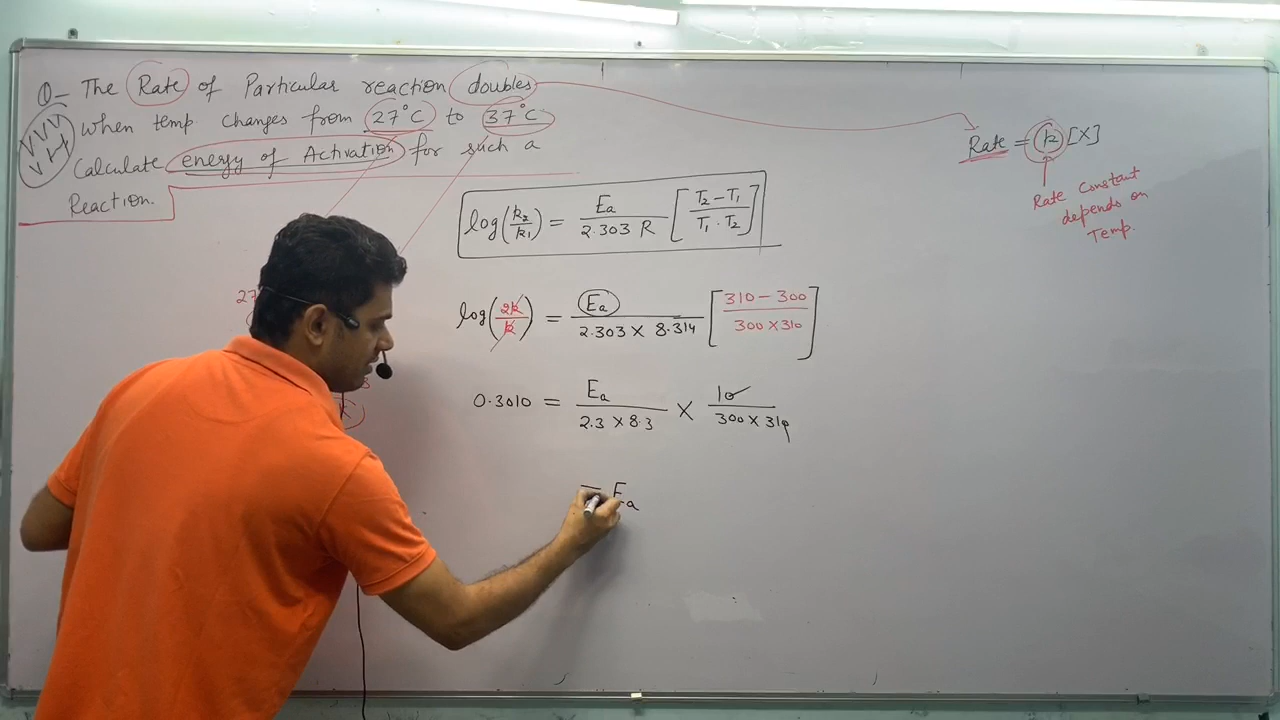 Q- The Rate of Particular reaction doubles
when temp. changes from 27°C to 37°C
Calculate energy of Activation for such a
Reaction.
Rate = k [X]
Rate Constant
depends on
Temp.
log(k₂/k₁) = Ea/2.303 R [T₂-T₁/T₁.T₂]
27
log(2k/k) = Ea/2.303 × 8.314 [310-300/300×310]
0.3010 = Ea/2.3 × 8.3 × 10/300×310
= Ea